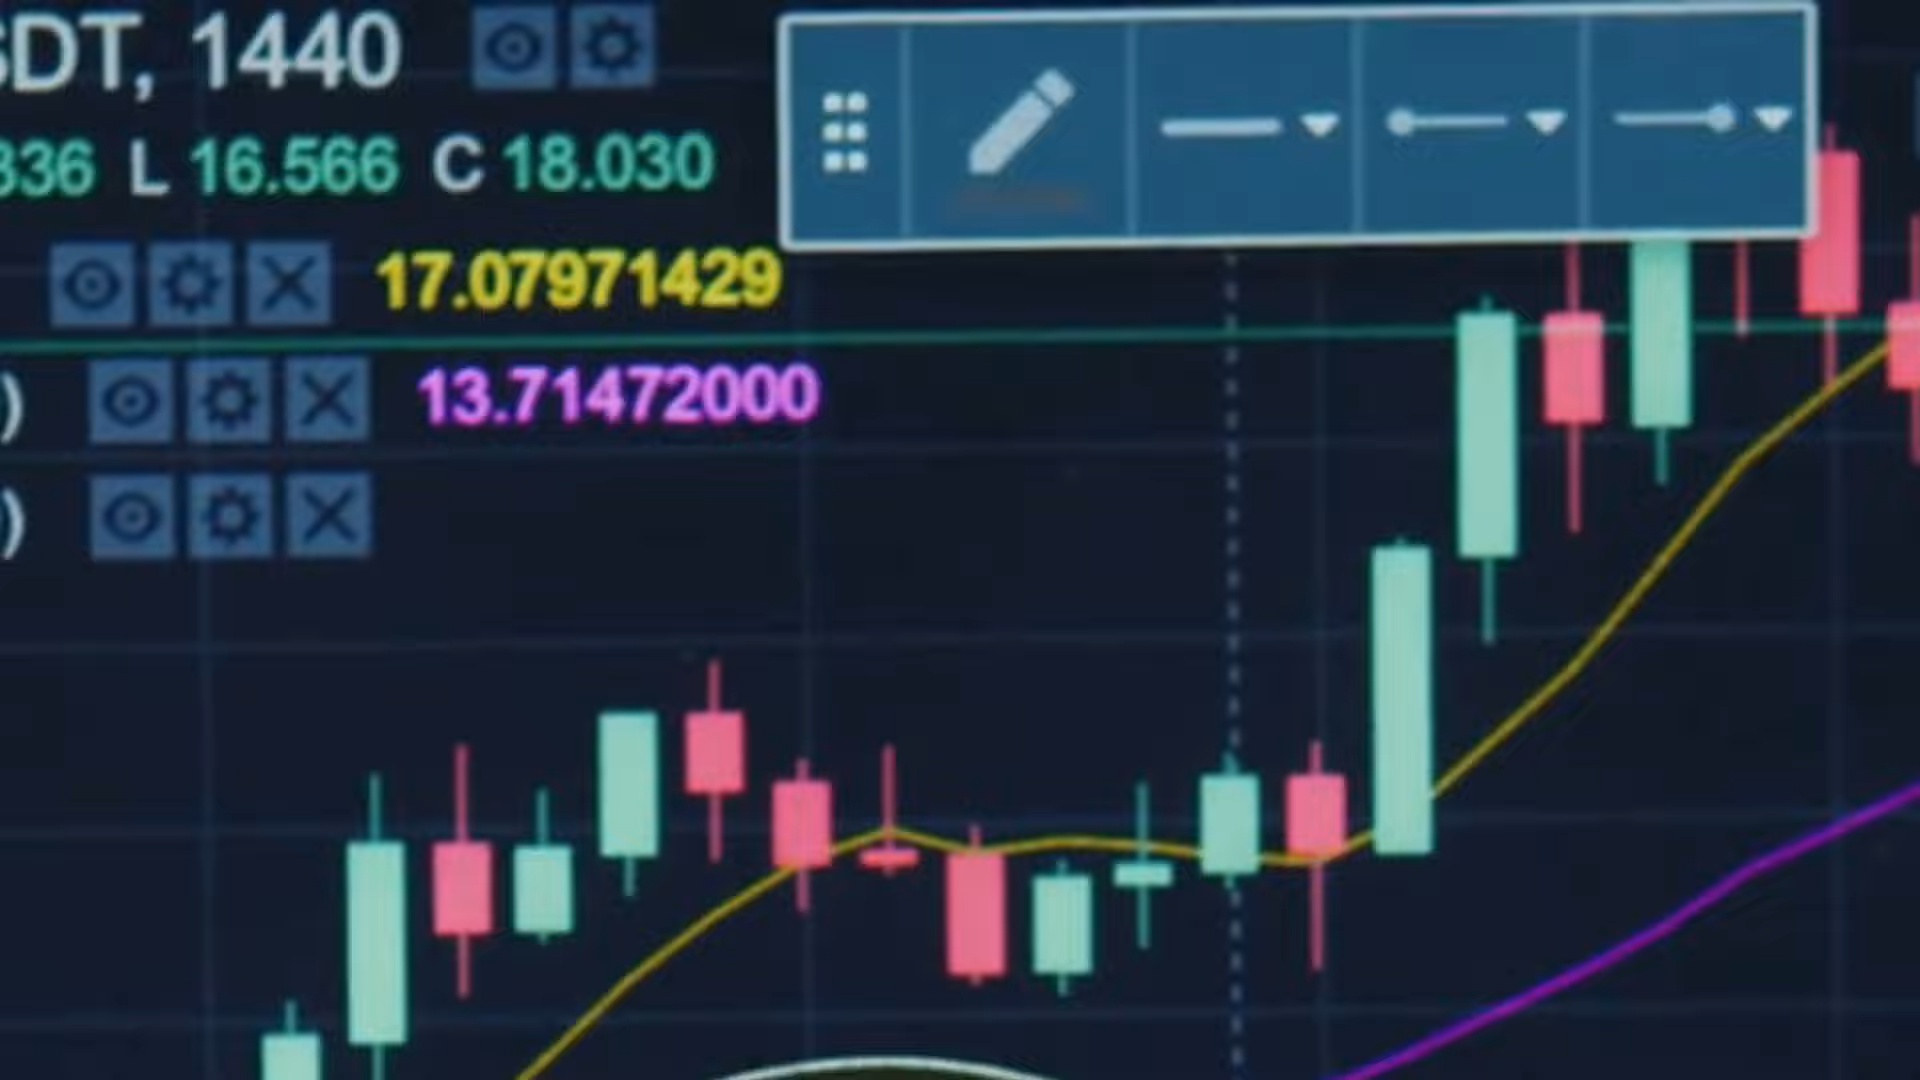 SDT, 1440
336 L 16.566 C 18.030
17.07971429
) 13.71472000
)